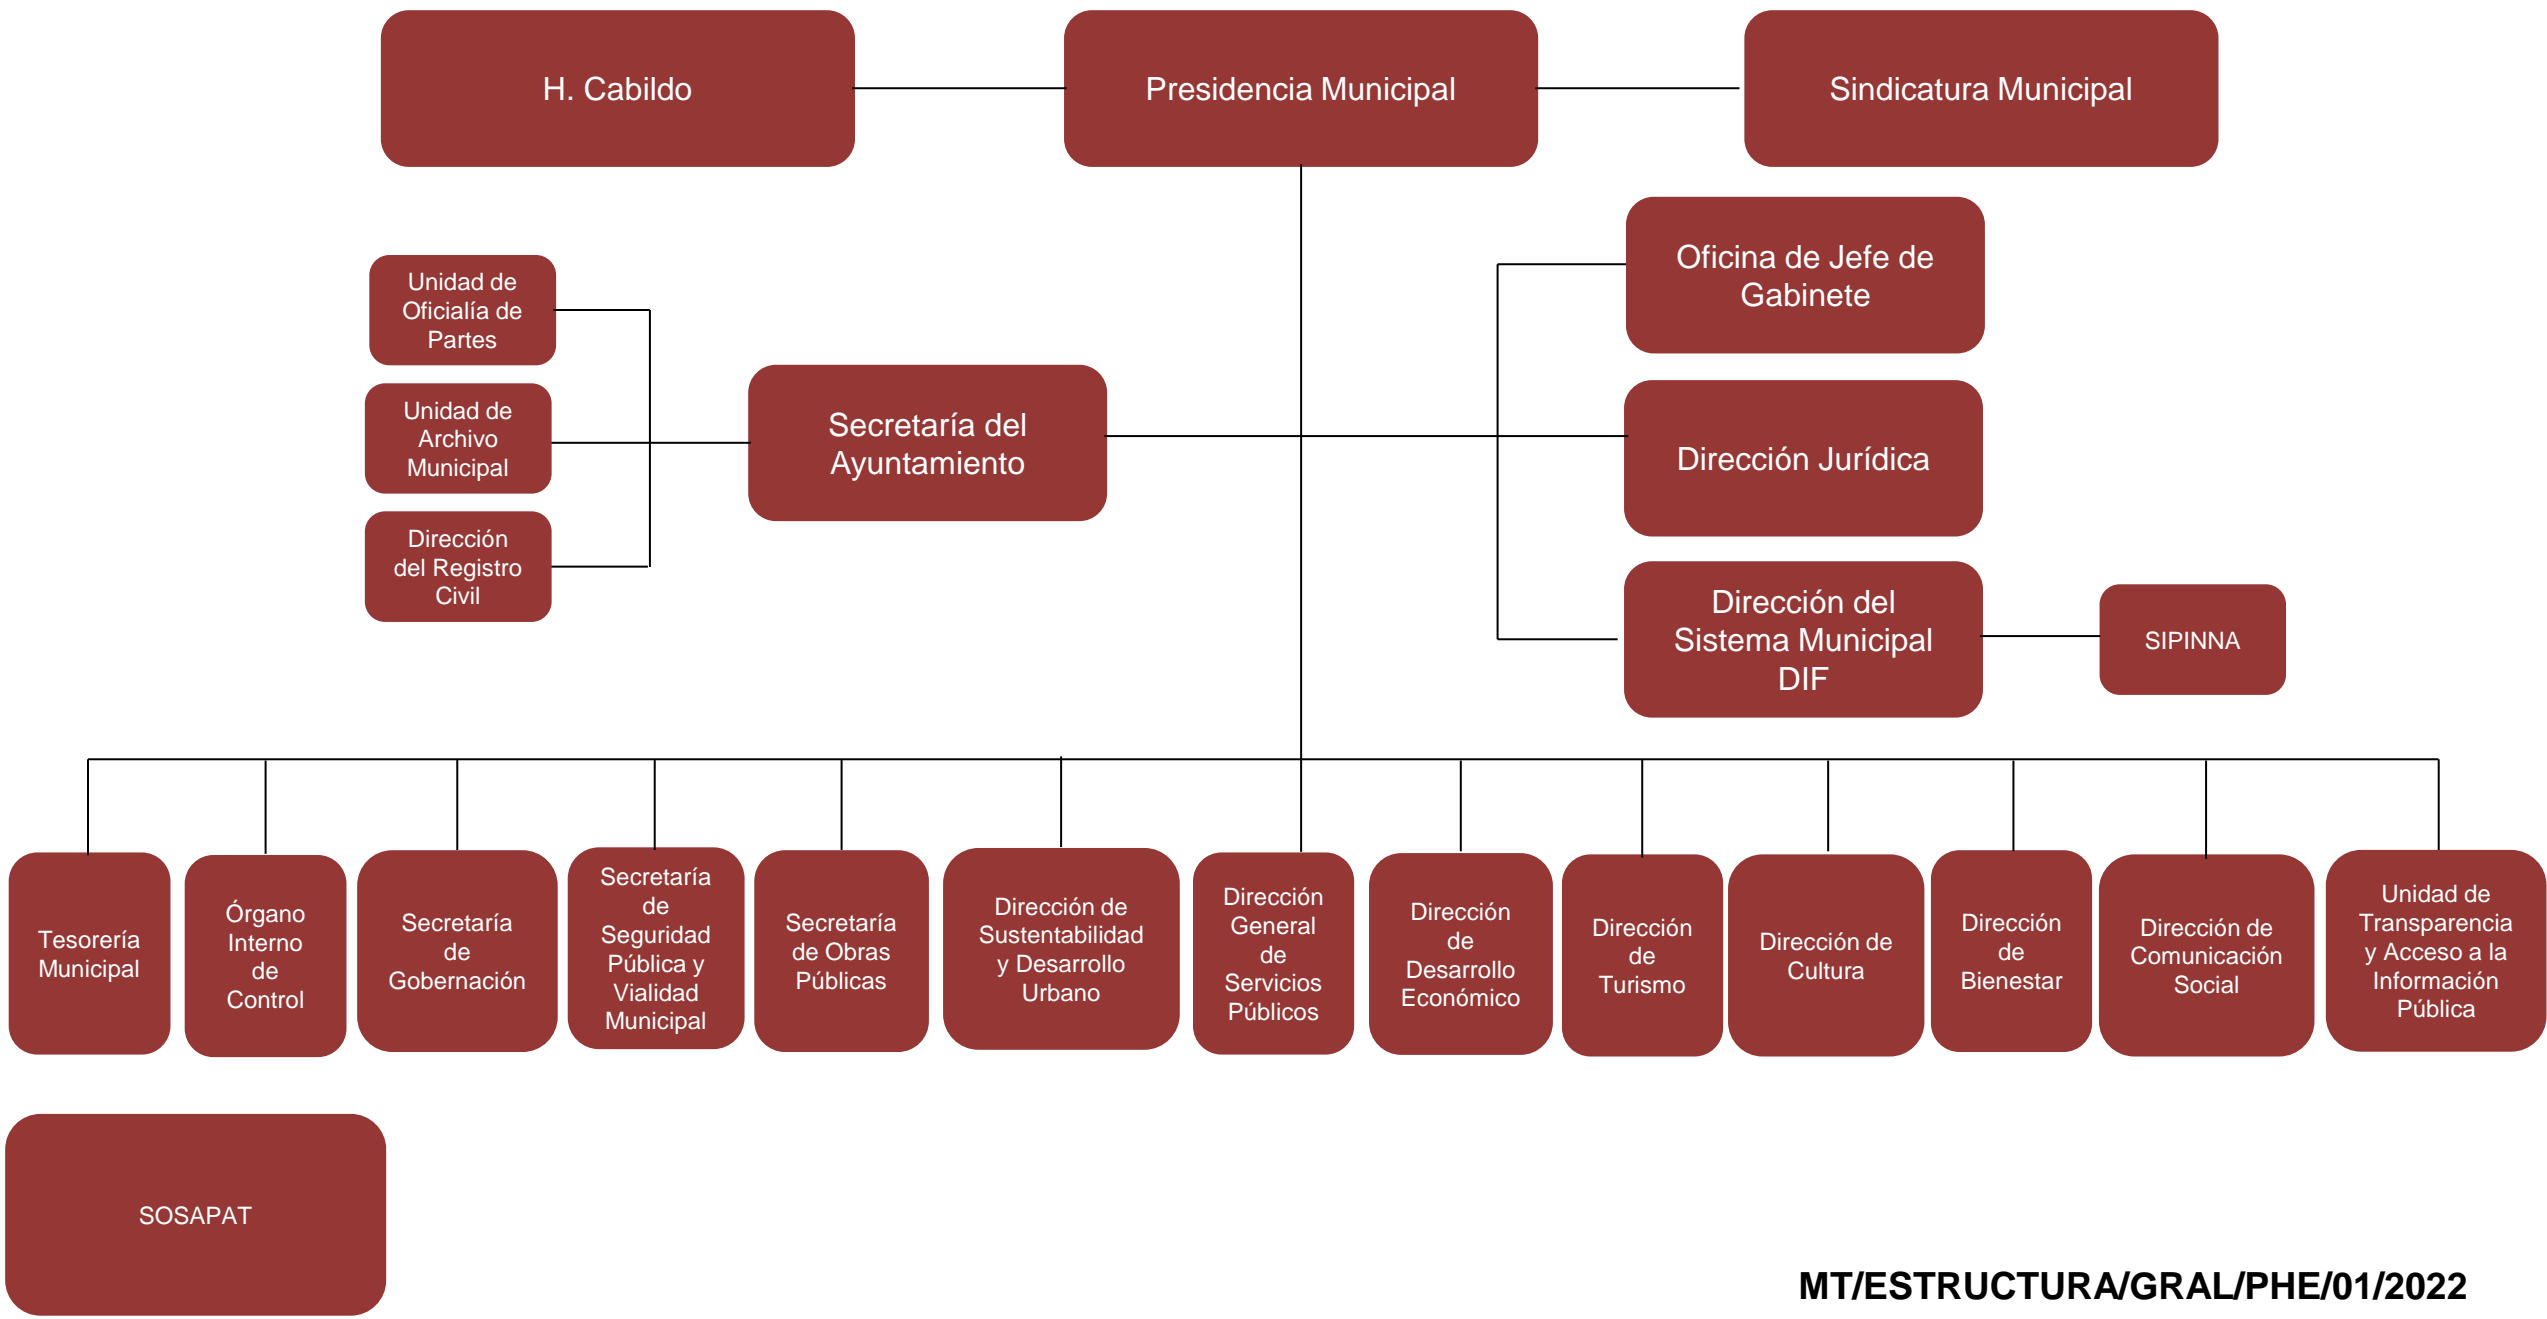 H. Cabildo
Presidencia Municipal
Sindicatura Municipal
Unidad de
Oficialía de
Partes
Unidad de
Archivo
Municipal
Dirección
del Registro
Civil
Secretaría del
Ayuntamiento
Oficina de Jefe de
Gabinete
Dirección Jurídica
Dirección del
Sistema Municipal
DIF
SIPINNA
Tesorería
Municipal
Órgano
Interno
de
Control
Secretaría
de
Gobernación
Secretaría
de
Seguridad
Pública y
Vialidad
Municipal
Secretaría
de Obras
Públicas
Dirección de
Sustentabilidad
y Desarrollo
Urbano
Dirección
General
de
Servicios
Públicos
Dirección
de
Desarrollo
Económico
Dirección
de
Turismo
Dirección de
Cultura
Dirección
de
Bienestar
Dirección de
Comunicación
Social
Unidad de
Transparencia
y Acceso a la
Información
Pública
SOSAPAT
MT/ESTRUCTURA/GRAL/PHE/01/2022